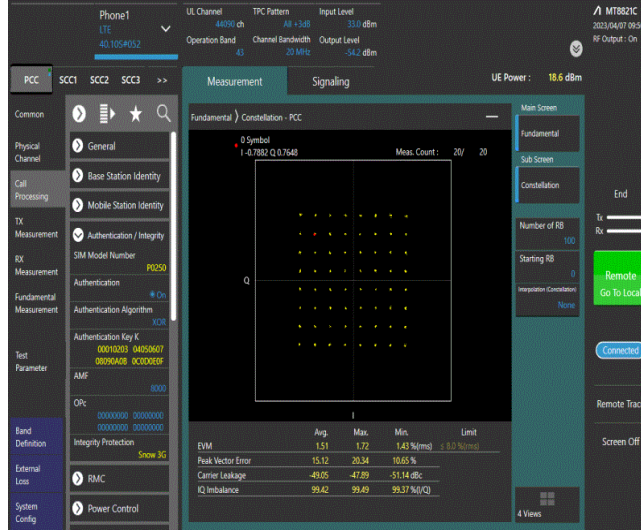 Phone1
LTE
40.105#052
UL Channel
44090 ch
TPC Pattern
All +3dB
Input Level
33.0 dBm
Operation Band
43
Channel Bandwidth
20 MHz
Output Level
-54.2 dBm
MT8821C
2023/04/07 09:5
RF Output : On
PCC SCC1 SCC2 SCC3 >>
Measurement
Signaling
UE Power : 18.6 dBm
Common
Physical
Channel
Call
Processing
TX
Measurement
RX
Measurement
Fundamental
Measurement
Test
Parameter
Band
Definition
External
Loss
System
Config
General
Base Station Identity
Mobile Station Identity
Authentication / Integrity
SIM Model Number
P0250
Authentication
On
Authentication Algorithm
XOR
Authentication Key K
00010203 04050607
08090A0B 0C0D0E0F
AMF
8000
OPc
00000000 00000000
00000000 00000000
Integrity Protection
Snow 3G
RMC
Power Control
Fundamental ⟩ Constellation - PCC
0 Symbol
I -0.7882 Q 0.7648
Meas. Count : 20/ 20
Q
I
Avg. Max. Min. Limit
EVM 1.51 1.72 1.43 %(rms) ≤ 8.0 %(rms)
Peak Vector Error 15.12 20.34 10.65 %
Carrier Leakage -49.05 -47.89 -51.14 dBc
IQ Imbalance 99.42 99.49 99.37 %(I/Q)
Main Screen
Fundamental
Sub Screen
Constellation
Number of RB
100
Starting RB
0
Interpolation (Constellation)
None
4 Views
End
Tx
Rx
Remote
Go To Local
Connected
Remote Trac
Screen Off